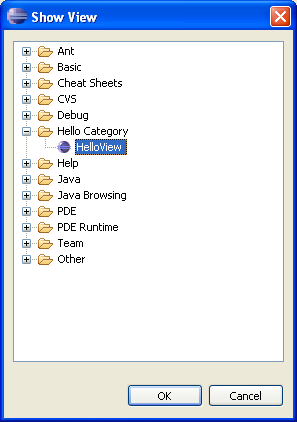 Show View
Ant
Basic
Cheat Sheets
CVS
Debug
Hello Category
HelloView
Help
Java
Java Browsing
PDE
PDE Runtime
Team
Other
OK Cancel